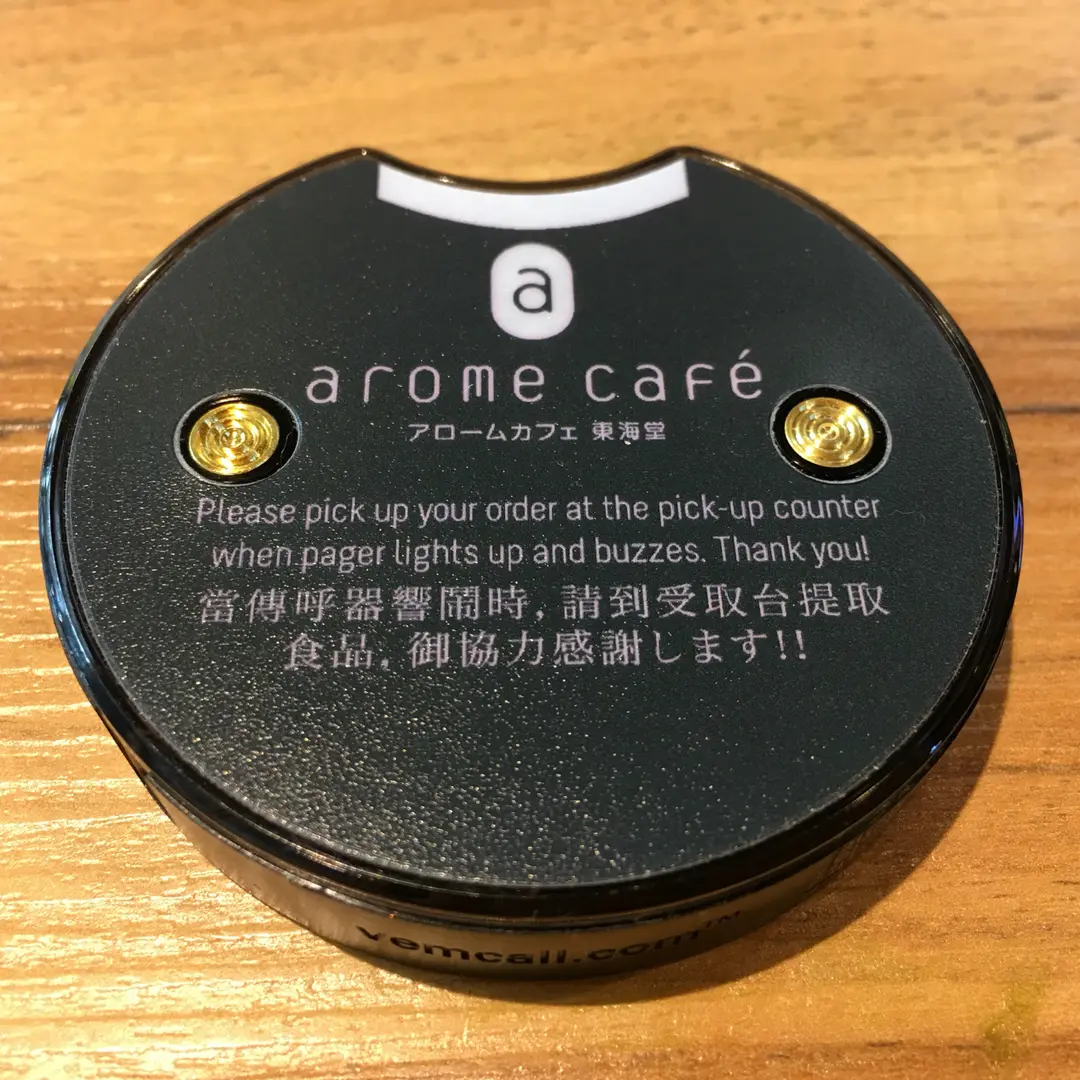 a
arome café
アロームカフェ 東海堂
Please pick up your order at the pick-up counter
when pager lights up and buzzes. Thank you!
當傳呼器響鬧時, 請到受取台提取
食品, 御協力感謝します!!
vemcall.com™